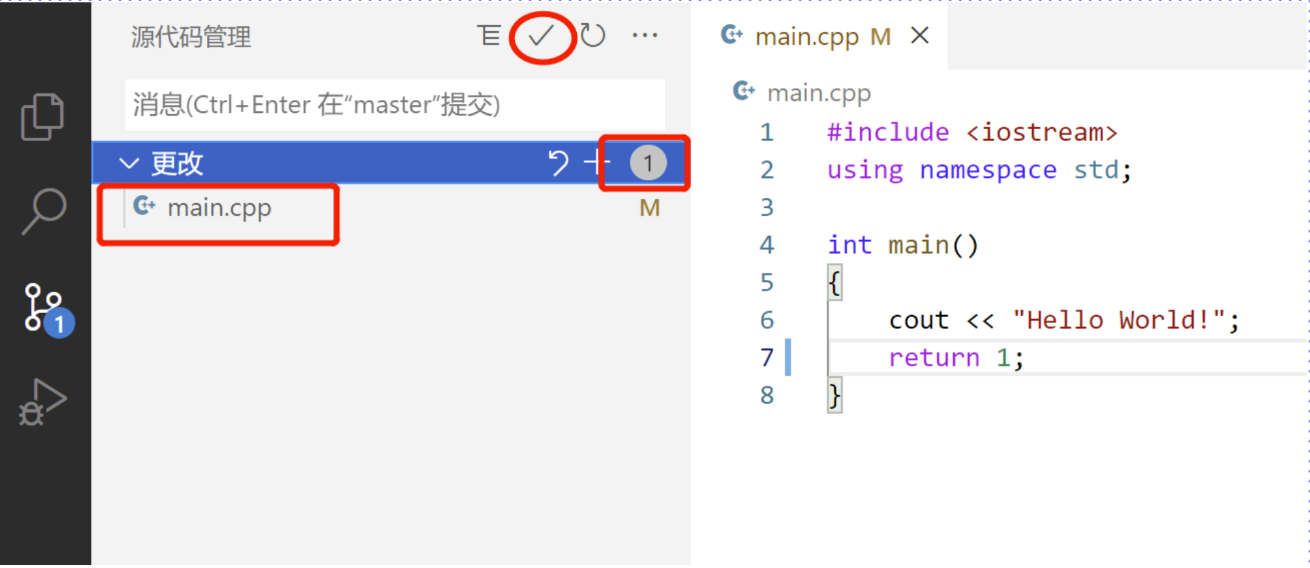 源代码管理
消息(Ctrl+Enter 在“master”提交)
更改 1
main.cpp M
1
main.cpp M
main.cpp
1 #include <iostream>
2 using namespace std;
3
4 int main()
5 {
6 cout << "Hello World!";
7 return 1;
8 }